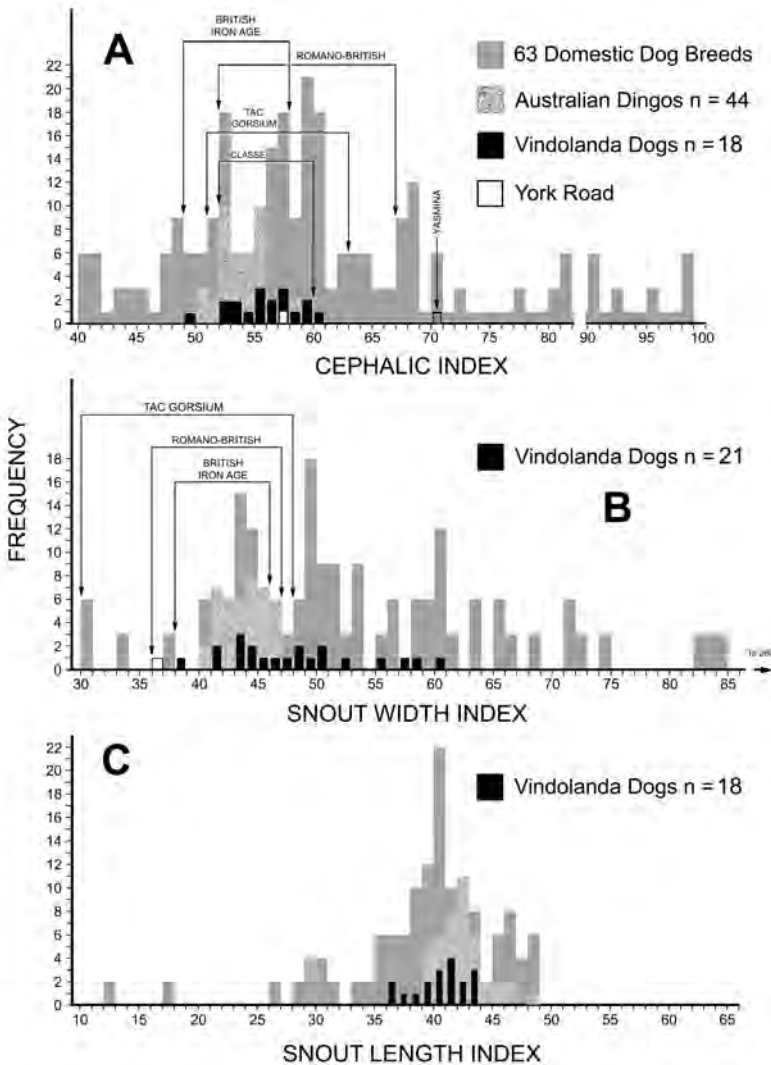 A
BRITISH
IRON AGE
ROMANO-BRITISH
TAC
GORSIUM
CLASSE
YASMINA
63 Domestic Dog Breeds
Australian Dingos n = 44
Vindolanda Dogs n = 18
York Road
22
20
18
16
14
12
10
8
6
4
2
0
40 45 50 55 60 65 70 75 80 90 95 100
CEPHALIC INDEX
FREQUENCY
TAC GORSIUM
ROMANO-BRITISH
BRITISH
IRON AGE
Vindolanda Dogs n = 21
B
18
16
14
12
10
8
6
4
2
0
30 35 40 45 50 55 60 65 70 75 80 85
SNOUT WIDTH INDEX
C
Vindolanda Dogs n = 18
22
20
18
16
14
12
10
8
6
4
2
0
10 15 20 25 30 35 40 45 50 55 60 65
SNOUT LENGTH INDEX